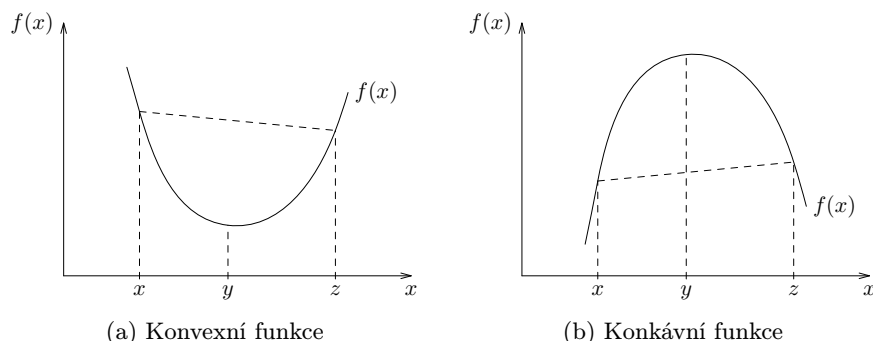 f(x)
f(x)
x
y
z
x
(a) Konvexní funkce
f(x)
f(x)
x
y
z
x
(b) Konkávní funkce